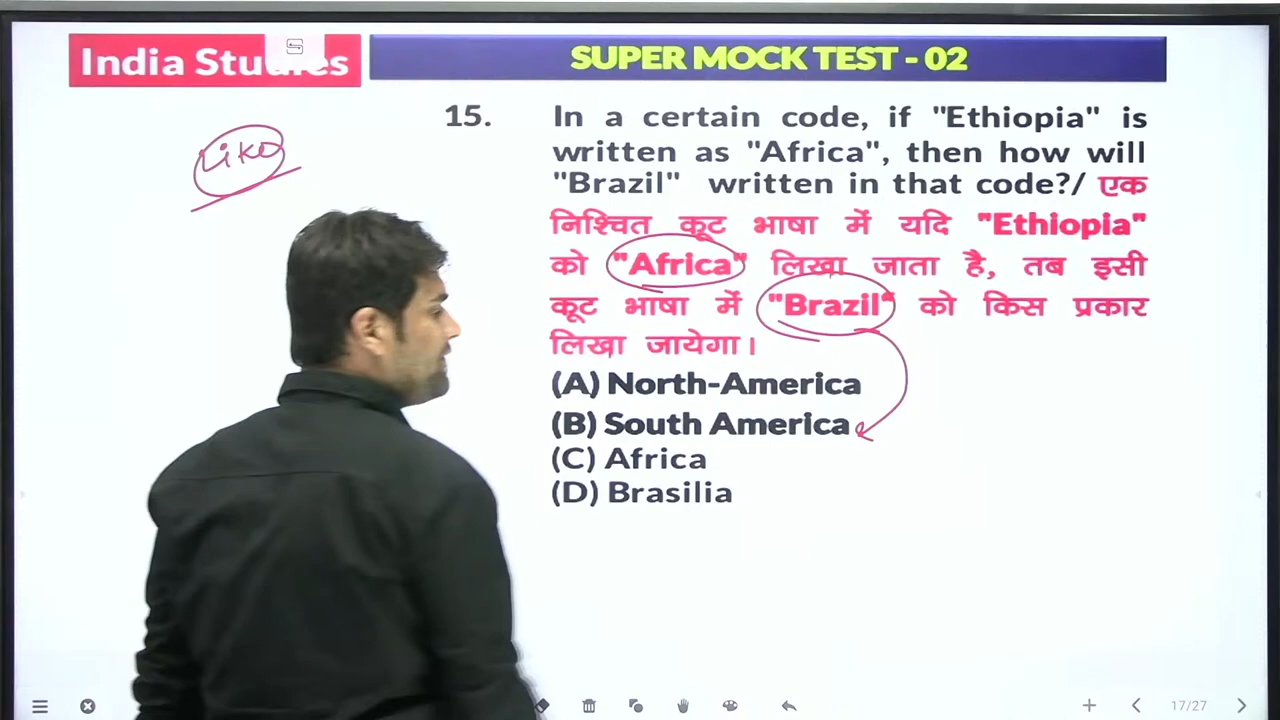 India Studies
SUPER MOCK TEST - 02
Like
15. In a certain code, if "Ethiopia" is
written as "Africa", then how will
"Brazil" written in that code?/ एक
निश्चित कूट भाषा में यदि "Ethiopia"
को "Africa" लिखा जाता है, तब इसी
कूट भाषा में "Brazil" को किस प्रकार
लिखा जायेगा।
(A) North-America
(B) South America
(C) Africa
(D) Brasilia
17/27